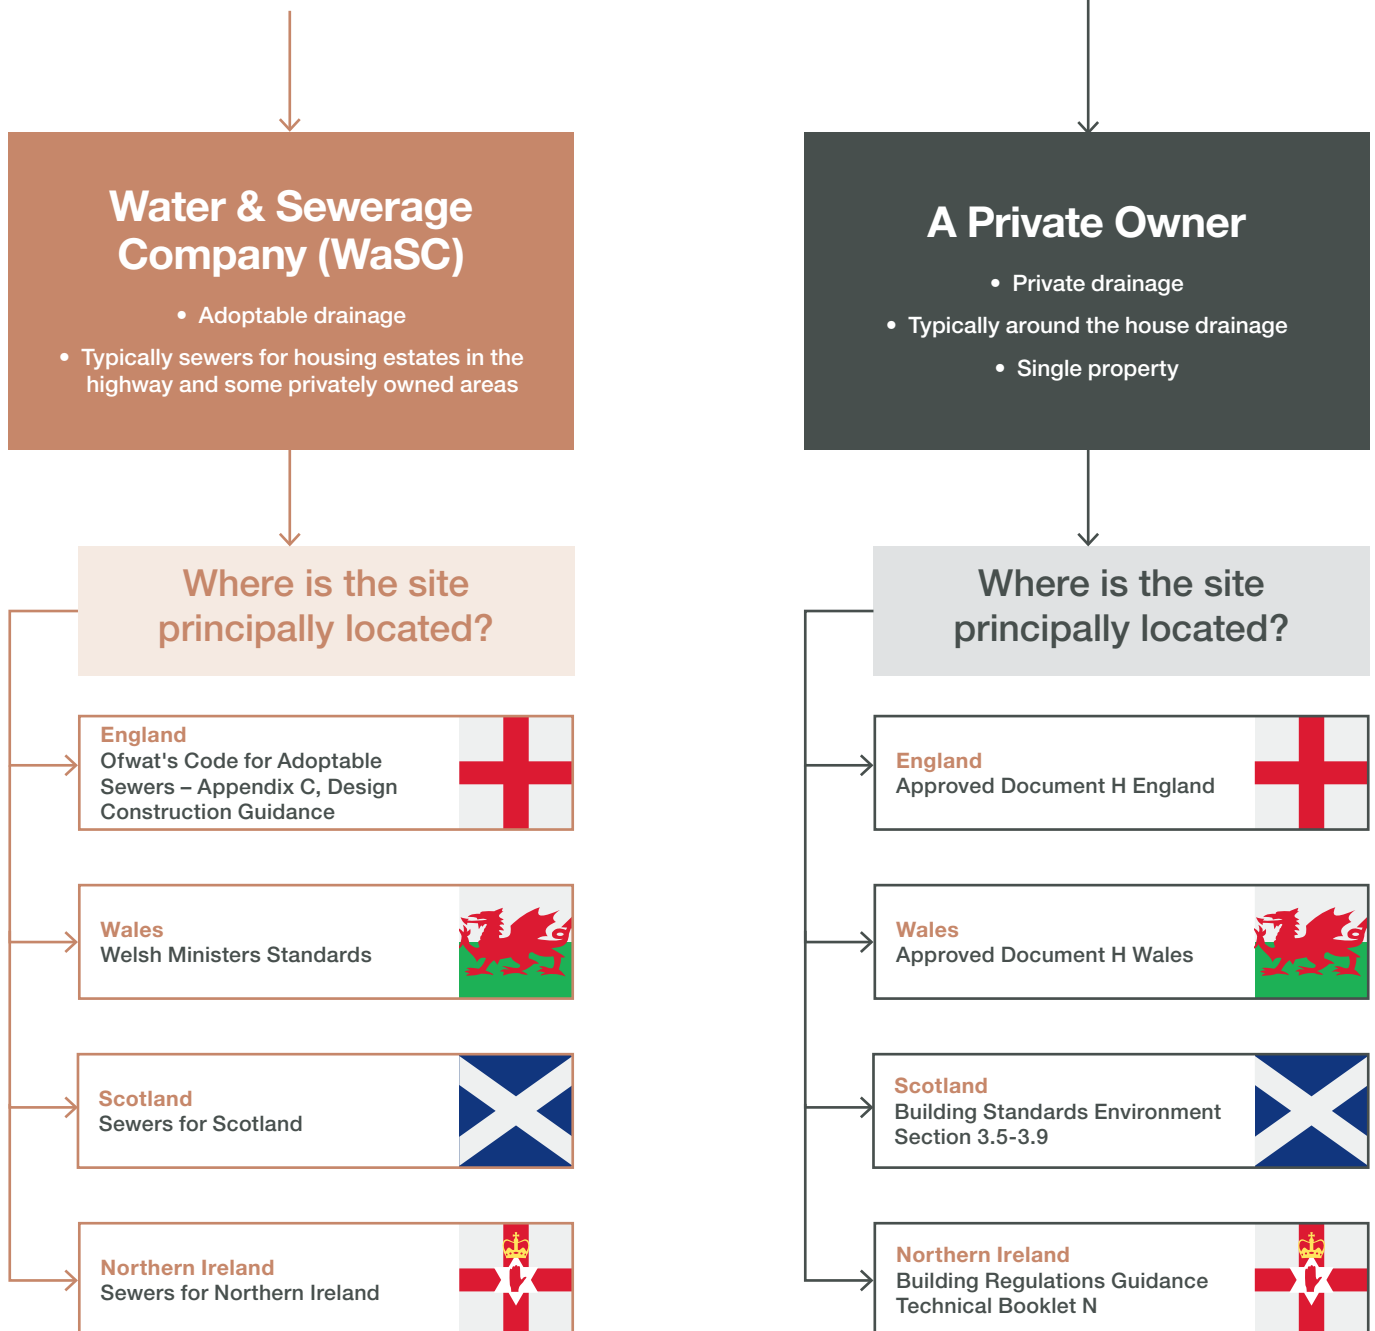 Water & Sewerage
Company (WaSC)
• Adoptable drainage
• Typically sewers for housing estates in the
highway and some privately owned areas
Where is the site
principally located?
England
Ofwat's Code for Adoptable
Sewers – Appendix C, Design
Construction Guidance
Wales
Welsh Ministers Standards
Scotland
Sewers for Scotland
Northern Ireland
Sewers for Northern Ireland
A Private Owner
• Private drainage
• Typically around the house drainage
• Single property
Where is the site
principally located?
England
Approved Document H England
Wales
Approved Document H Wales
Scotland
Building Standards Environment
Section 3.5-3.9
Northern Ireland
Building Regulations Guidance
Technical Booklet N